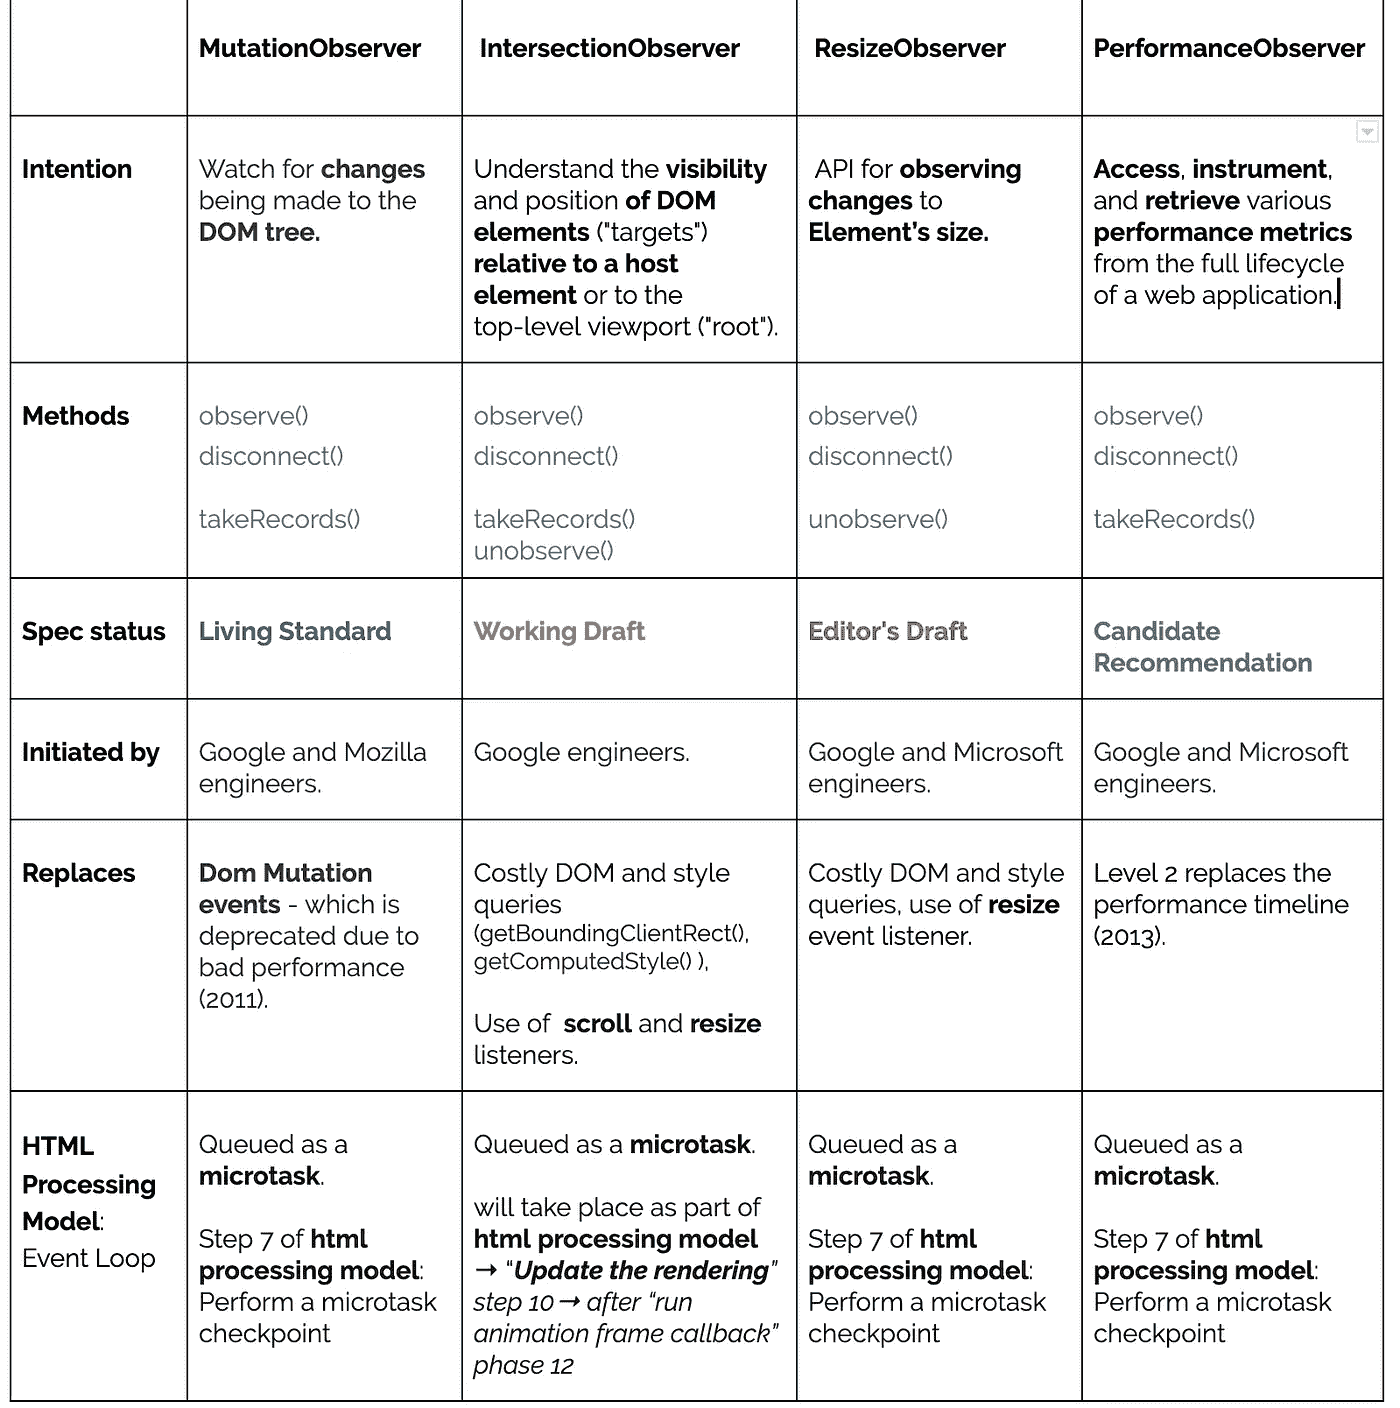 MutationObserver
IntersectionObserver
ResizeObserver
PerformanceObserver
Intention
Watch for changes
being made to the
DOM tree.
Understand the visibility
and position of DOM
elements ("targets")
relative to a host
element or to the
top-level viewport ("root").
API for observing
changes to
Element’s size.
Access, instrument,
and retrieve various
performance metrics
from the full lifecycle
of a web application.
Methods
observe()
disconnect()
takeRecords()
observe()
disconnect()
takeRecords()
unobserve()
observe()
disconnect()
unobserve()
observe()
disconnect()
takeRecords()
Spec status
Living Standard
Working Draft
Editor's Draft
Candidate
Recommendation
Initiated by
Google and Mozilla
engineers.
Google engineers.
Google and Microsoft
engineers.
Google and Microsoft
engineers.
Replaces
Dom Mutation
events - which is
deprecated due to
bad performance
(2011).
Costly DOM and style
queries
(getBoundingClientRect(),
getComputedStyle() ),
Use of scroll and resize
listeners.
Costly DOM and style
queries, use of resize
event listener.
Level 2 replaces the
performance timeline
(2013).
HTML
Processing
Model:
Event Loop
Queued as a
microtask.
Step 7 of html
processing model:
Perform a microtask
checkpoint
Queued as a microtask.
will take place as part of
html processing model
→ “Update the rendering”
step 10 → after “run
animation frame callback”
phase 12
Queued as a
microtask.
Step 7 of html
processing model:
Perform a microtask
checkpoint
Queued as a
microtask.
Step 7 of html
processing model:
Perform a microtask
checkpoint